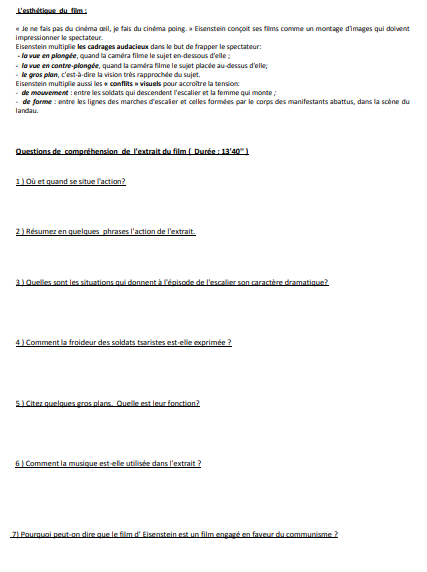 L'esthétique du film :
« Je ne fais pas du cinéma œil, je fais du cinéma poing. » Eisenstein conçoit ses films comme un montage d'images qui doivent
impressionner le spectateur.
Eisenstein multiplie les cadrages audacieux dans le but de frapper le spectateur:
- la vue en plongée, quand la caméra filme le sujet en-dessous d'elle ;
- la vue en contre-plongée, quand la caméra filme le sujet placée au-dessus d'elle;
- le gros plan, c'est-à-dire la vision très rapprochée du sujet.
Eisenstein multiplie aussi les « conflits » visuels pour accroître la tension:
- de mouvement : entre les soldats qui descendent l'escalier et la femme qui monte ;
- de forme : entre les lignes des marches d'escalier et celles formées par le corps des manifestants abattus, dans la scène du
landau.
Questions de compréhension de l'extrait du film ( Durée : 13'40'' )
1 ) Où et quand se situe l'action?
2 ) Résumez en quelques phrases l'action de l'extrait.
3 ) Quelles sont les situations qui donnent à l'épisode de l'escalier son caractère dramatique?
4 ) Comment la froideur des soldats tsaristes est-elle exprimée ?
5 ) Citez quelques gros plans. Quelle est leur fonction?
6 ) Comment la musique est-elle utilisée dans l'extrait ?
7) Pourquoi peut-on dire que le film d' Eisenstein est un film engagé en faveur du communisme ?